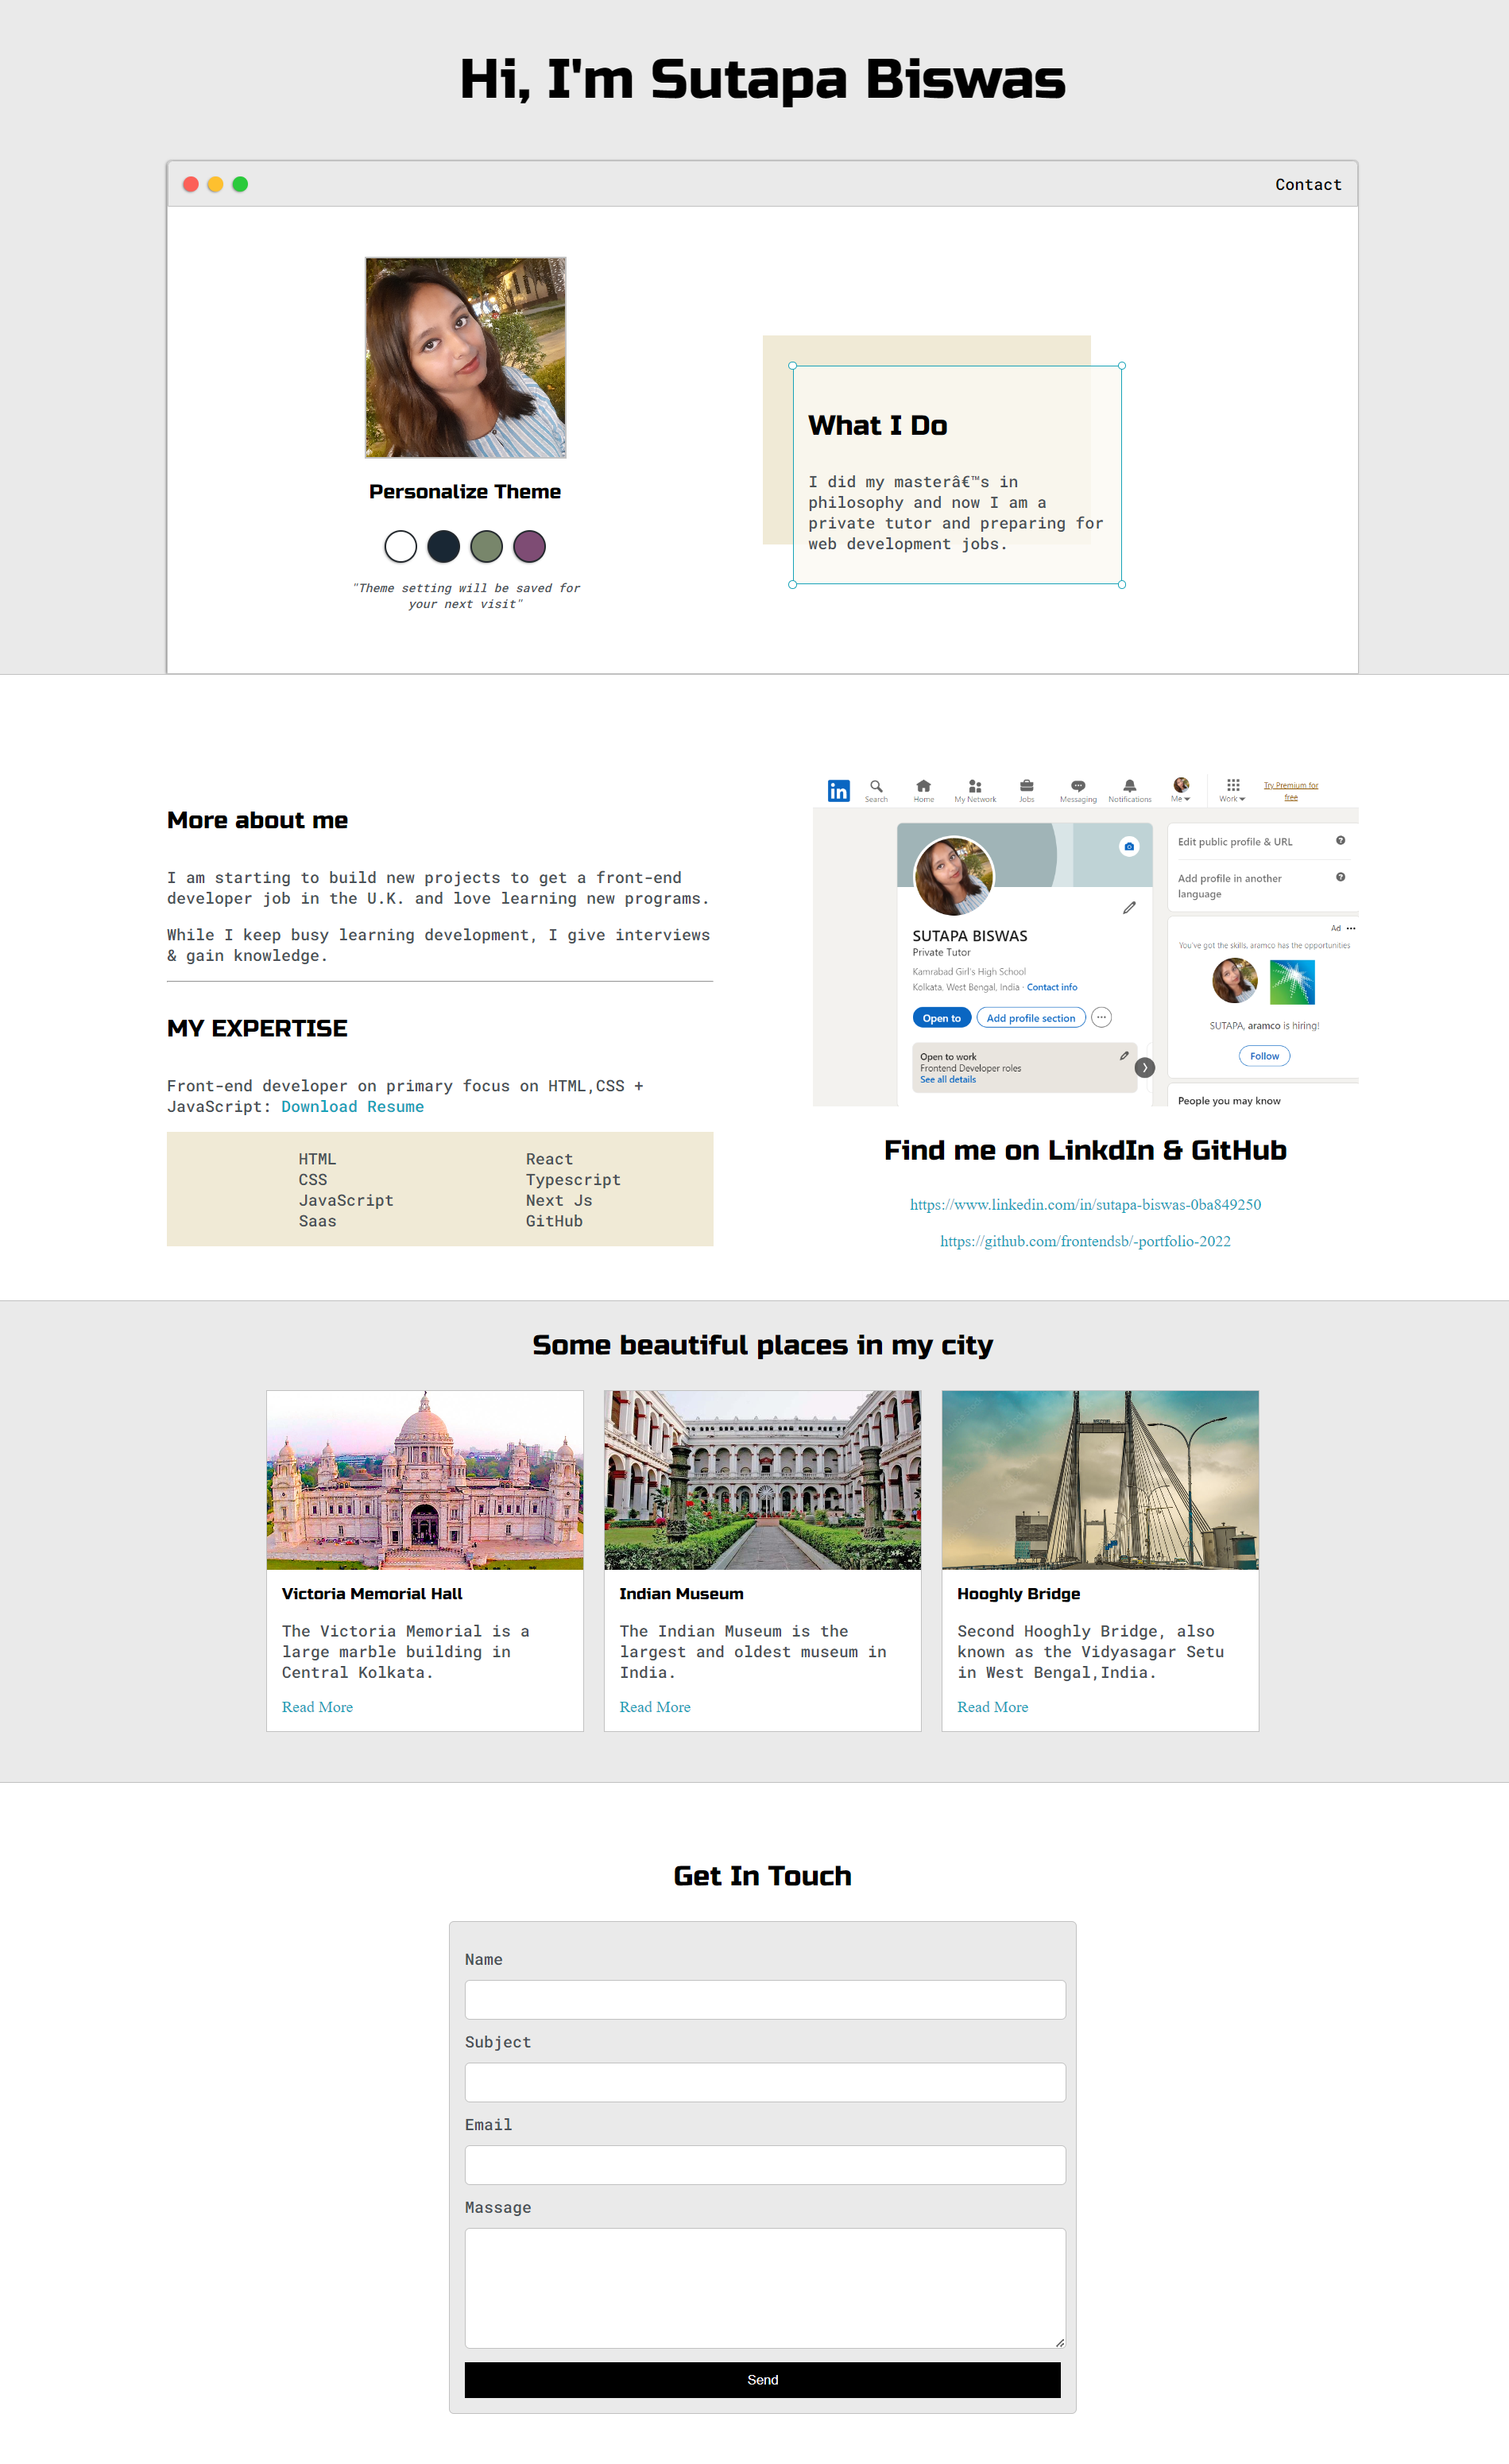 Hi, I'm Sutapa Biswas
Contact
Personalize Theme
"Theme setting will be saved for
your next visit"
What I Do
I did my masterâ€™s in
philosophy and now I am a
private tutor and preparing for
web development jobs.
More about me
I am starting to build new projects to get a front-end
developer job in the U.K. and love learning new programs.
While I keep busy learning development, I give interviews
& gain knowledge.
MY EXPERTISE
Front-end developer on primary focus on HTML,CSS +
JavaScript: Download Resume
HTML
CSS
JavaScript
Saas
React
Typescript
Next Js
GitHub
in
Search
Home
My Network
Jobs
Messaging
Notifications
Me
Work
Try Premium for
free
SUTAPA BISWAS
Private Tutor
Kamrabad Girl's High School
Kolkata, West Bengal, India · Contact info
Open to
Add profile section
Open to work
Frontend Developer roles
See all details
Edit public profile & URL
Add profile in another
language
Ad
You've got the skills, aramco has the opportunities
SUTAPA, aramco is hiring!
Follow
People you may know
Find me on LinkdIn & GitHub
https://www.linkedin.com/in/sutapa-biswas-0ba849250
https://github.com/frontendsb/-portfolio-2022
Some beautiful places in my city
Victoria Memorial Hall
The Victoria Memorial is a
large marble building in
Central Kolkata.
Read More
Indian Museum
The Indian Museum is the
largest and oldest museum in
India.
Read More
Hooghly Bridge
Second Hooghly Bridge, also
known as the Vidyasagar Setu
in West Bengal,India.
Read More
Get In Touch
Name
Subject
Email
Massage
Send